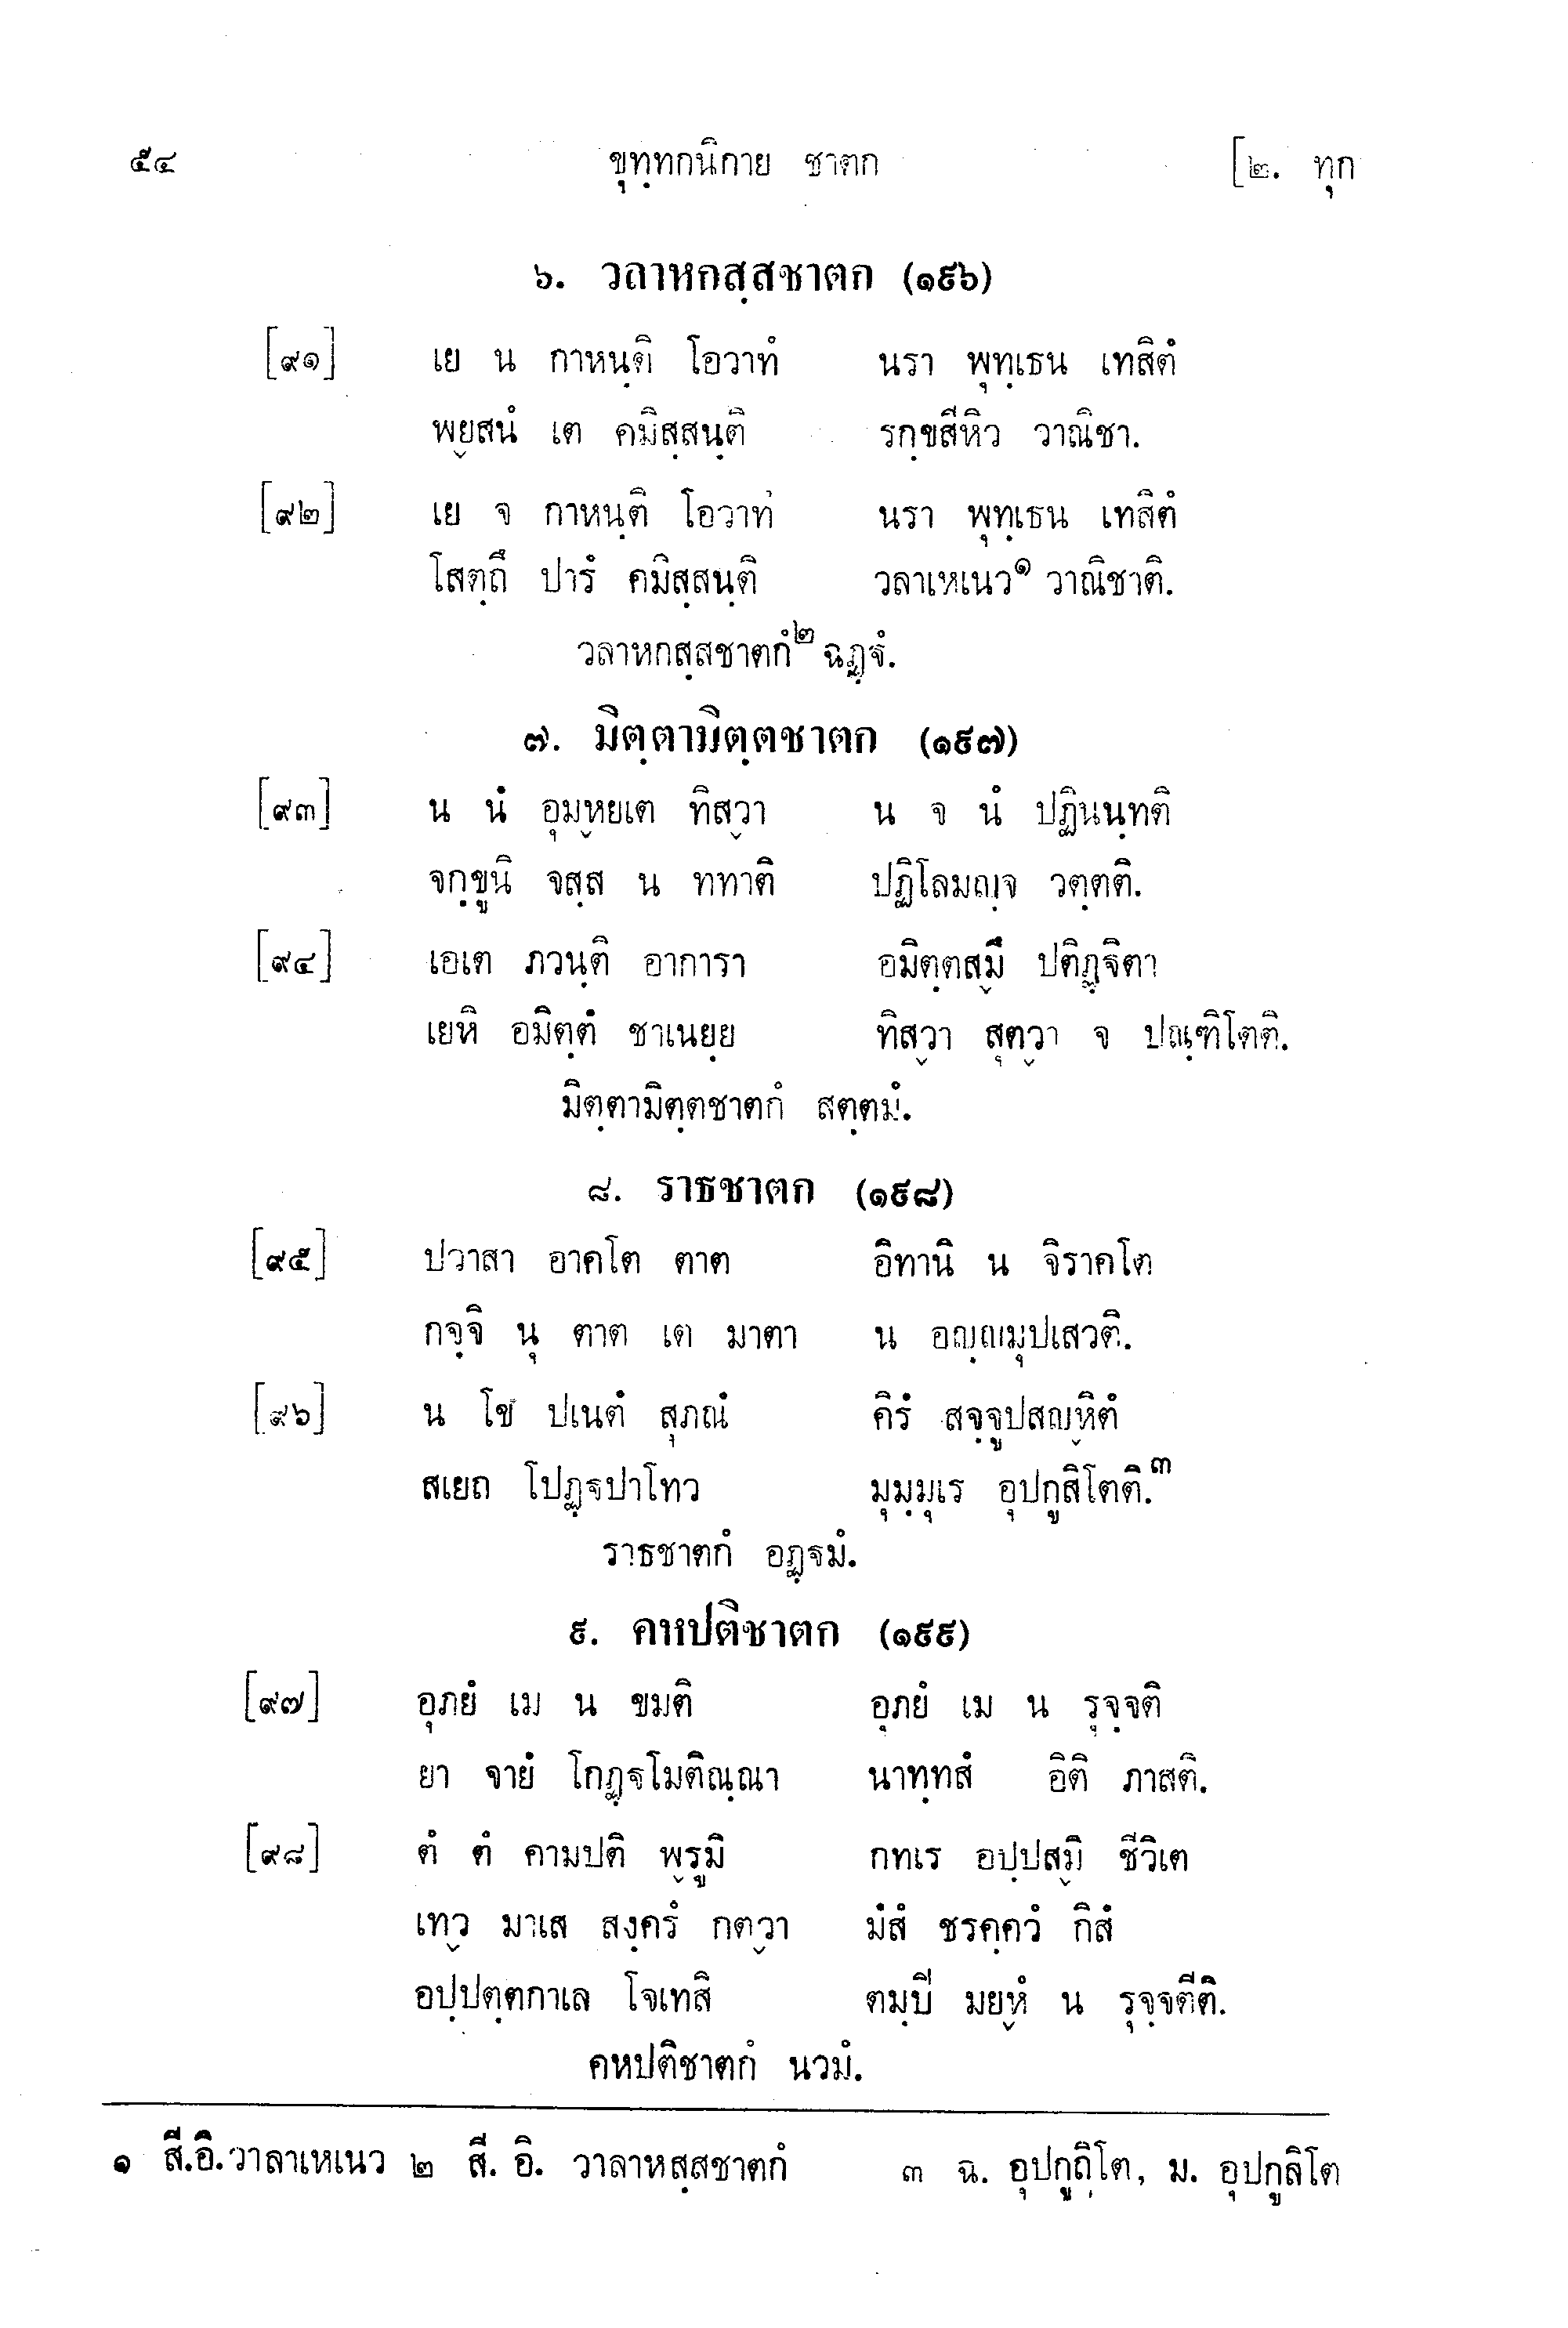 ๕๔ ขุทฺทกนิกาย ชาตก [๒. ทุก
๖. วลาหกสฺสชาตก (๑๙๖)
[๙๑] เย น กาหนฺติ โอวาทํ นรา พุทฺเธน เทสิตํ
พฺยสนํ เต คมิสฺสนฺติ รกฺขสีหิว วาณิชา.
[๙๒] เย จ กาหนฺติ โอวาทํ นรา พุทฺเธน เทสิตํ
โสตฺถึ ปารํ คมิสฺสนฺติ วลาเหเนว๑ วาณิชาติ.
วลาหกสฺสชาตกํ๒ ฉฏฺฐํ.
๗. มิตฺตามิตฺตชาตก (๑๙๗)
[๙๓] น นํ อุมฺหยเต ทิสฺวา น จ นํ ปฏินนฺทติ
จกฺขูนิ จสฺส น ททาติ ปฏิโลมญฺจ วตฺตติ.
[๙๔] เอเต ภวนฺติ อาการา อมิตฺตสฺมึ ปติฏฺฐิตา
เยหิ อมิตฺตํ ชาเนยฺย ทิสฺวา สุตฺวา จ ปณฺฑิโตติ.
มิตฺตามิตฺตชาตกํ สตฺตมํ.
๘. ราธชาตก (๑๙๘)
[๙๕] ปวาสา อาคโต ตาต อิทานิ น จิราคโต
กจฺจิ นุ ตาต เต มาตา น อญฺญมุปเสวติ.
[๙๖] น โข ปเนตํ สุภณํ คิรํ สจฺจูปสญฺหิตํ
สเยถ โปฏฺฐปาโทว มุมฺมุเร อุปกูสิโตติ.๓
ราธชาตกํ อฏฺฐมํ.
๙. คหปติชาตก (๑๙๙)
[๙๗] อุภยํ เม น ขมติ อุภยํ เม น รุจฺจติ
ยา จายํ โกฏฺฐโมติณฺณา นาทฺทสํ อิติ ภาสติ.
[๙๘] ตํ ตํ คามปติ พฺรูมิ กทเร อปฺปสฺมิ ชีวิเต
เทฺว มาเส สงฺครํ กตฺวา มํสํ ชรคฺควํ กิสํ
อปฺปตฺตกาเล โจเทสิ ตมฺปิ มยฺหํ น รุจฺจตีติ.
คหปติชาตกํ นวมํ.
๑ สี.อิ.วาลาเหเนว ๒ สี. อิ. วาลาหสฺสชาตกํ ๓ ฉ. อุปกูฏิโต, ม. อุปกูลิโต